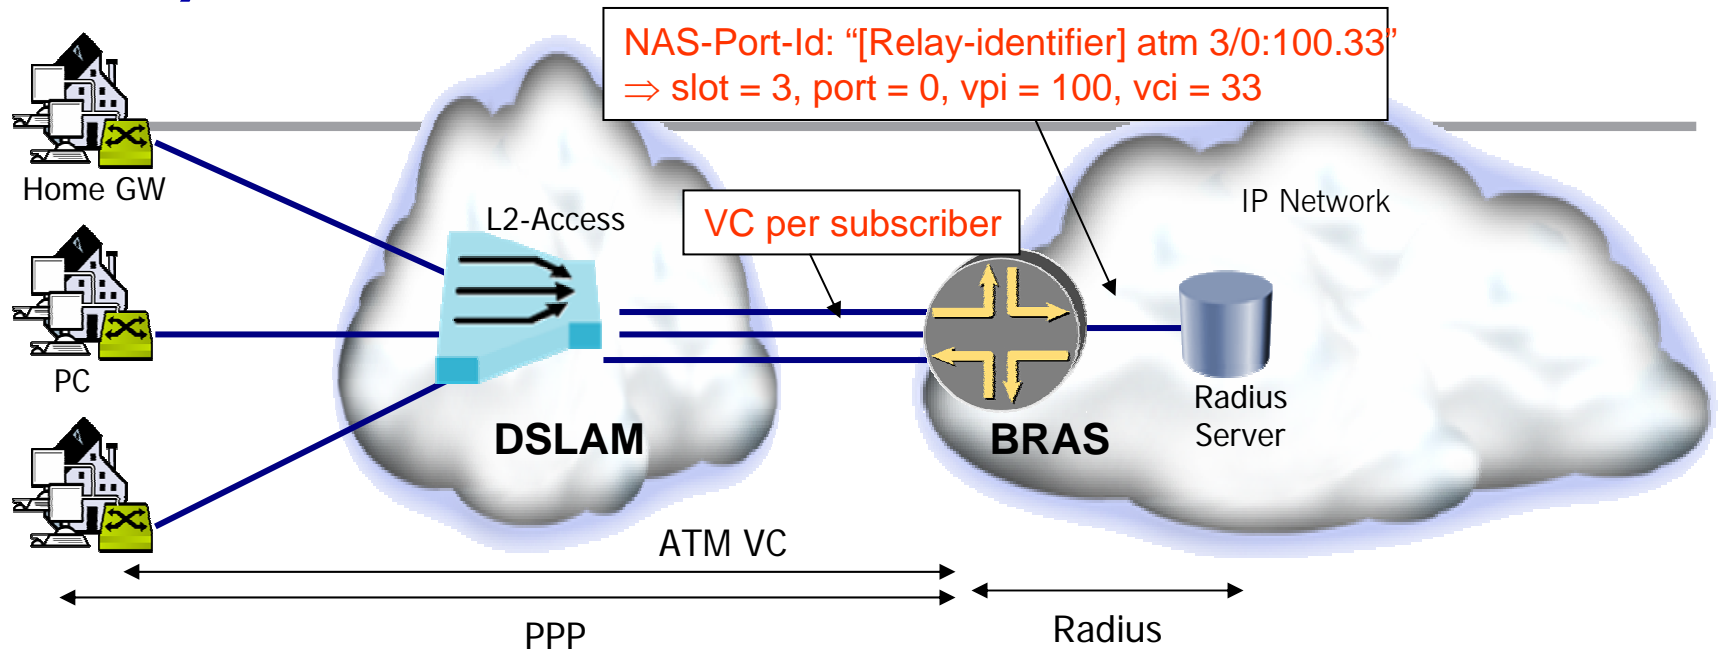 NAS-Port-Id: “[Relay-identifier] atm 3/0:100.33”
⇒ slot = 3, port = 0, vpi = 100, vci = 33
Home GW
L2-Access
VC per subscriber
IP Network
PC
Radius
Server
DSLAM
BRAS
ATM VC
PPP
Radius